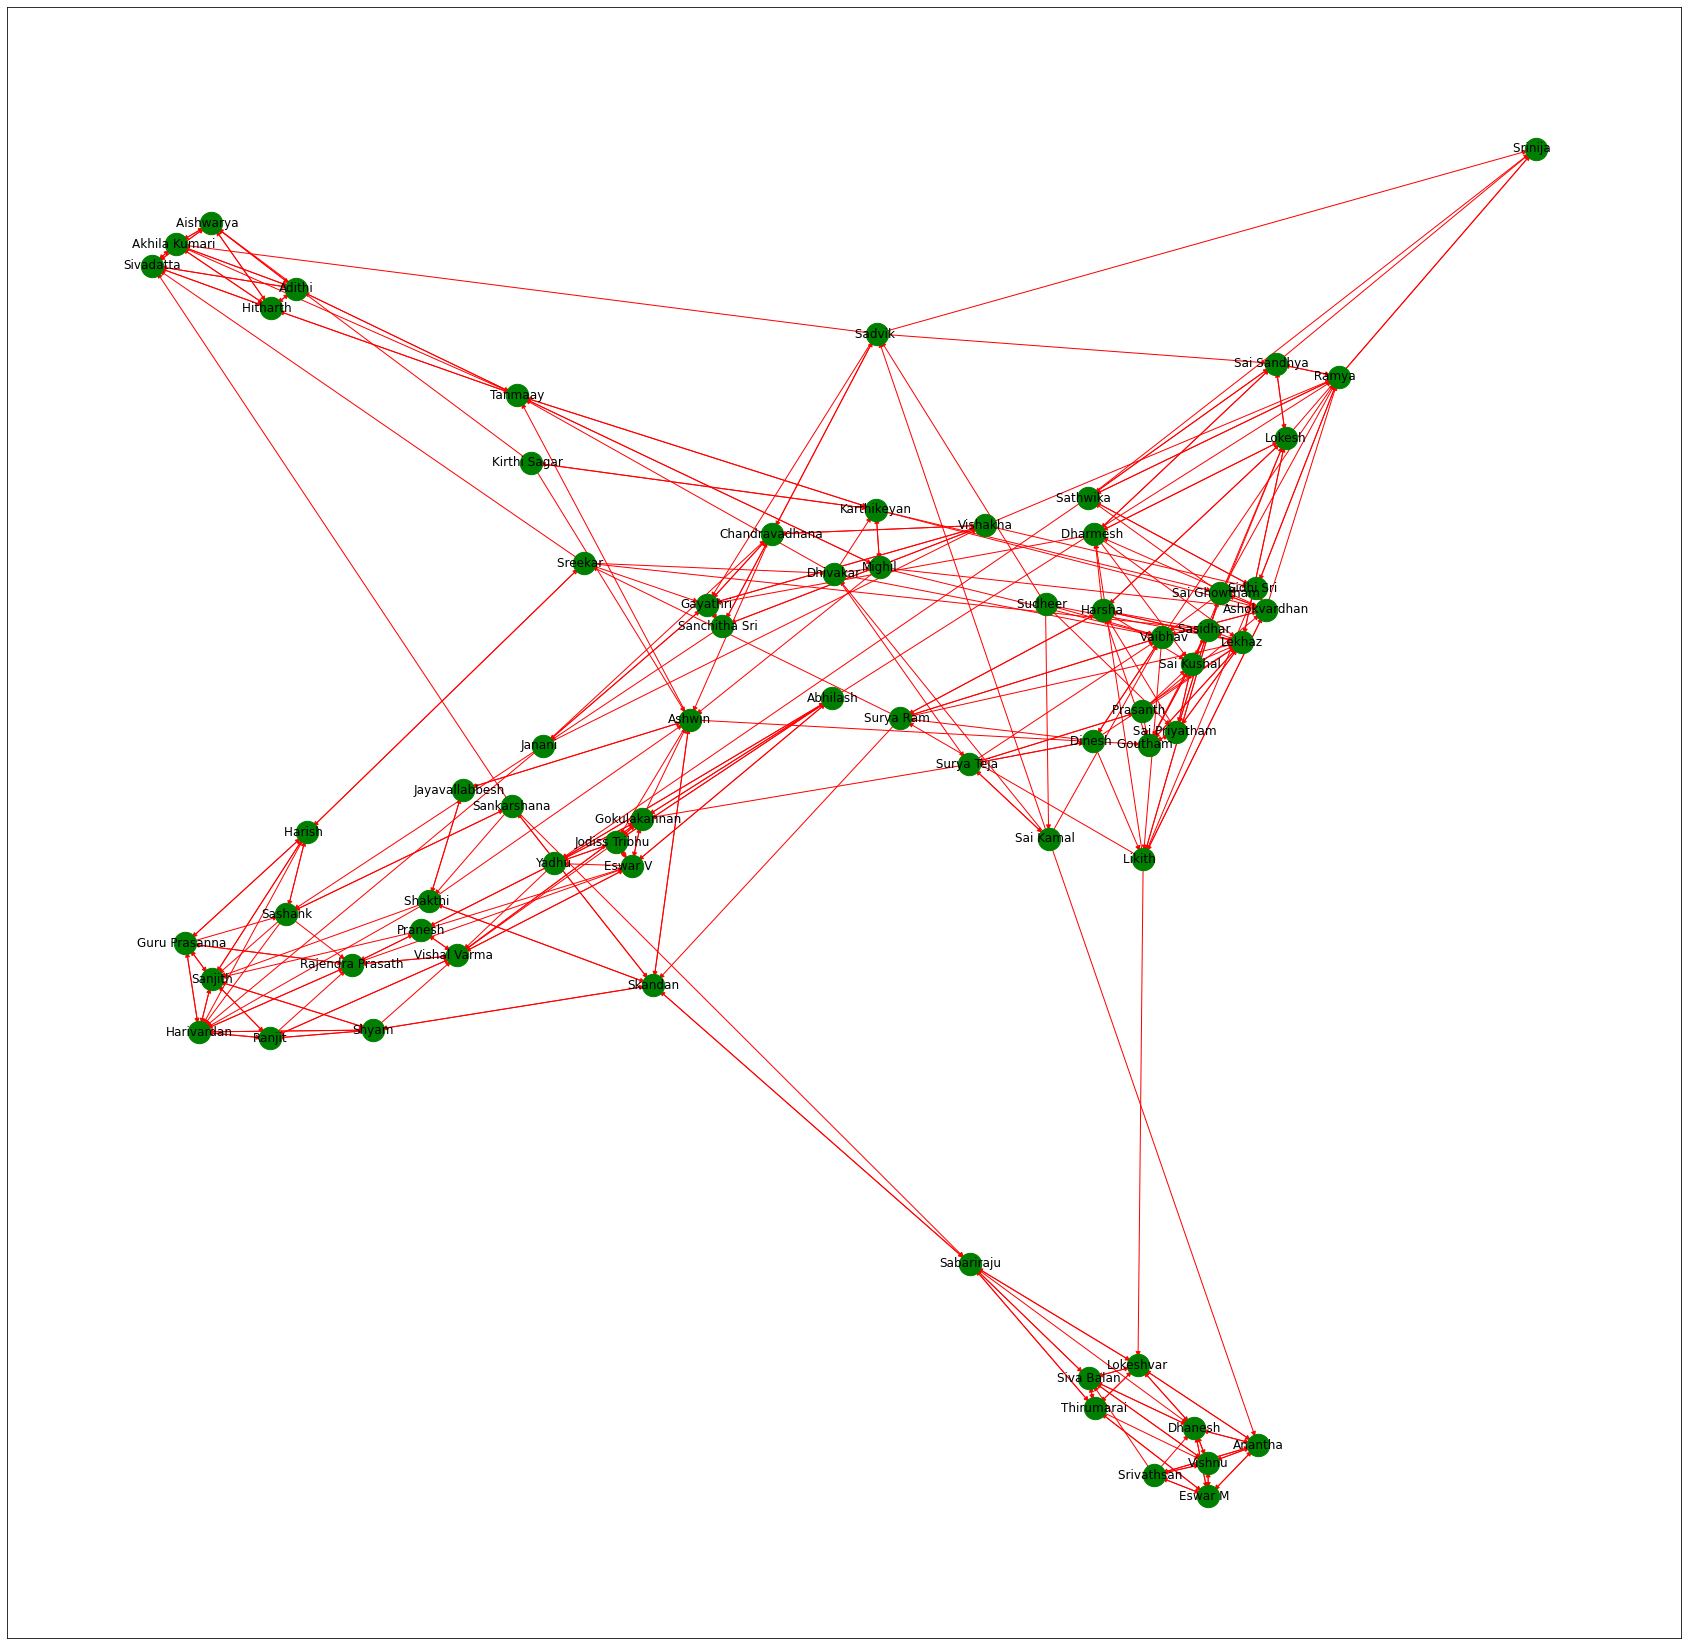 Srinija
Aishwarya
Akhila Kumari
Sivadatta
Adithi
Hitharth
Sadvik
Sai Sandhya
Ramya
Tanmaay
Lokesh
Kirthi Sagar
Sathwika
Karthikeyan
Vishakha
Chandravadhana
Dharmesh
Sreekar
Mighil
Dhivakar
Sidhi Sri
Sai Ghowtham
Gayathri
Sudheer
Harsha
Ashokvardhan
Sanchitha Sri
Sasidhar
Vaibhav
Lekhaz
Sai Kushal
Abhilash
Prasanth
Surya Ram
Ashwin
Sai Priyatham
Dinesh
Goutham
Janani
Surya Teja
Jayavallabbesh
Sankarshana
Gokulakannan
Harish
Sai Kamal
Jodiss Tribhu
Likith
Yadhu
Eswar V
Shakthi
Sashank
Pranesh
Guru Prasanna
Vishal Varma
Rajendra Prasath
Sanjith
Skandan
Harivardan
Shyam
Ranjit
Sabariraju
Lokeshvar
Siva Balan
Thirumarai
Dhanesh
Anantha
Vishnu
Srivathsan
Eswar M